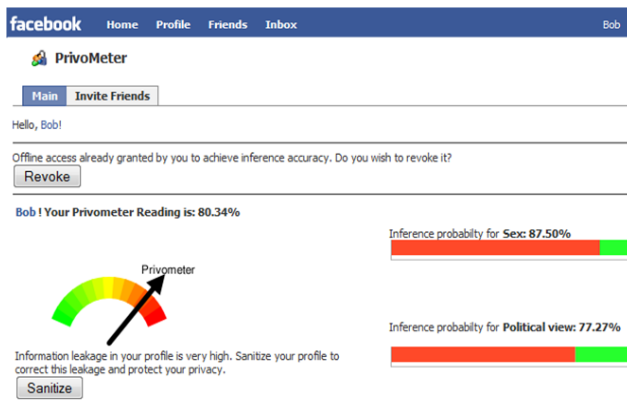 facebook Home Profile Friends Inbox Bob
PrivoMeter
Main Invite Friends
Hello, Bob!
Offline access already granted by you to achieve inference accuracy. Do you wish to revoke it?
Revoke
Bob ! Your Privometer Reading is: 80.34%
Inference probabilty for Sex: 87.50%
Privometer
Inference probabilty for Political view: 77.27%
Information leakage in your profile is very high. Sanitize your profile to
correct this leakage and protect your privacy.
Sanitize